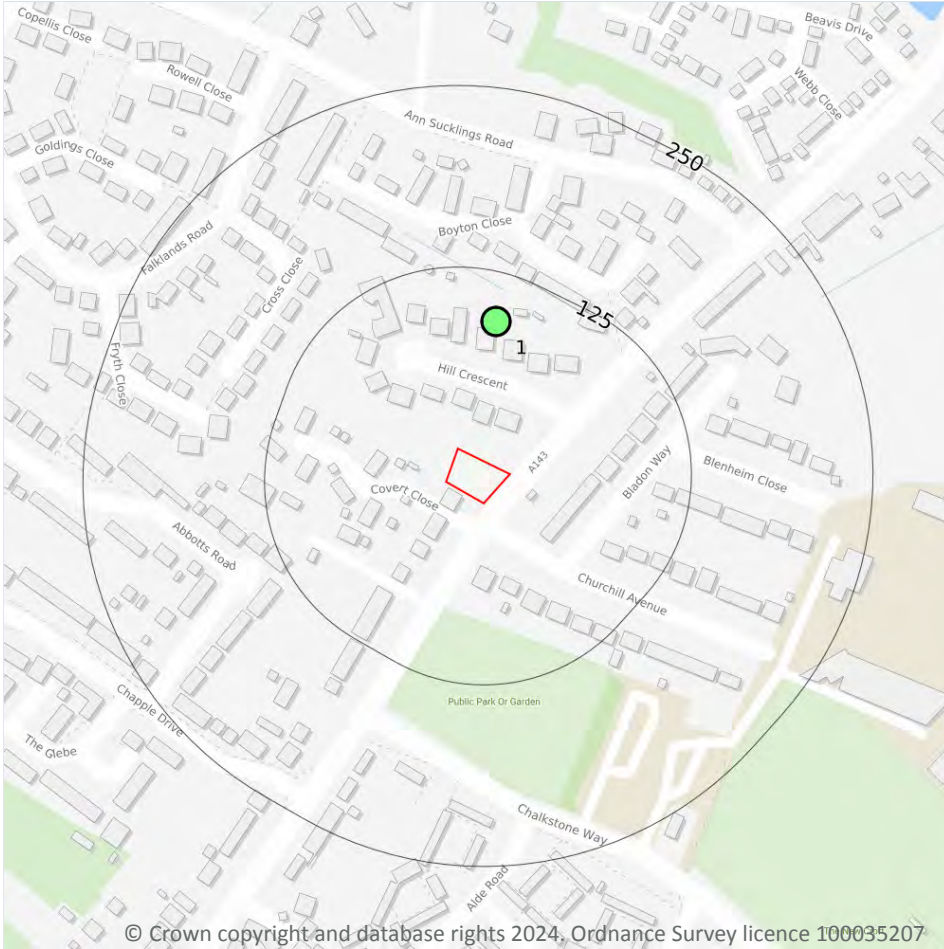 Copellis Close
Beavis Drive
Rowell Close
Webb Close
Ann Sucklings Road
Goldings Close
250
Boyton Close
Falklands Road
Cross Close
125
1
Fryth Close
Hill Crescent
A143
Bladon Way
Blenheim Close
Covert Close
Abbotts Road
Churchill Avenue
Public Park Or Garden
Chapple Drive
The Glebe
Chalkstone Way
Alde Road
© Crown copyright and database rights 2024. Ordnance Survey licence 100035207